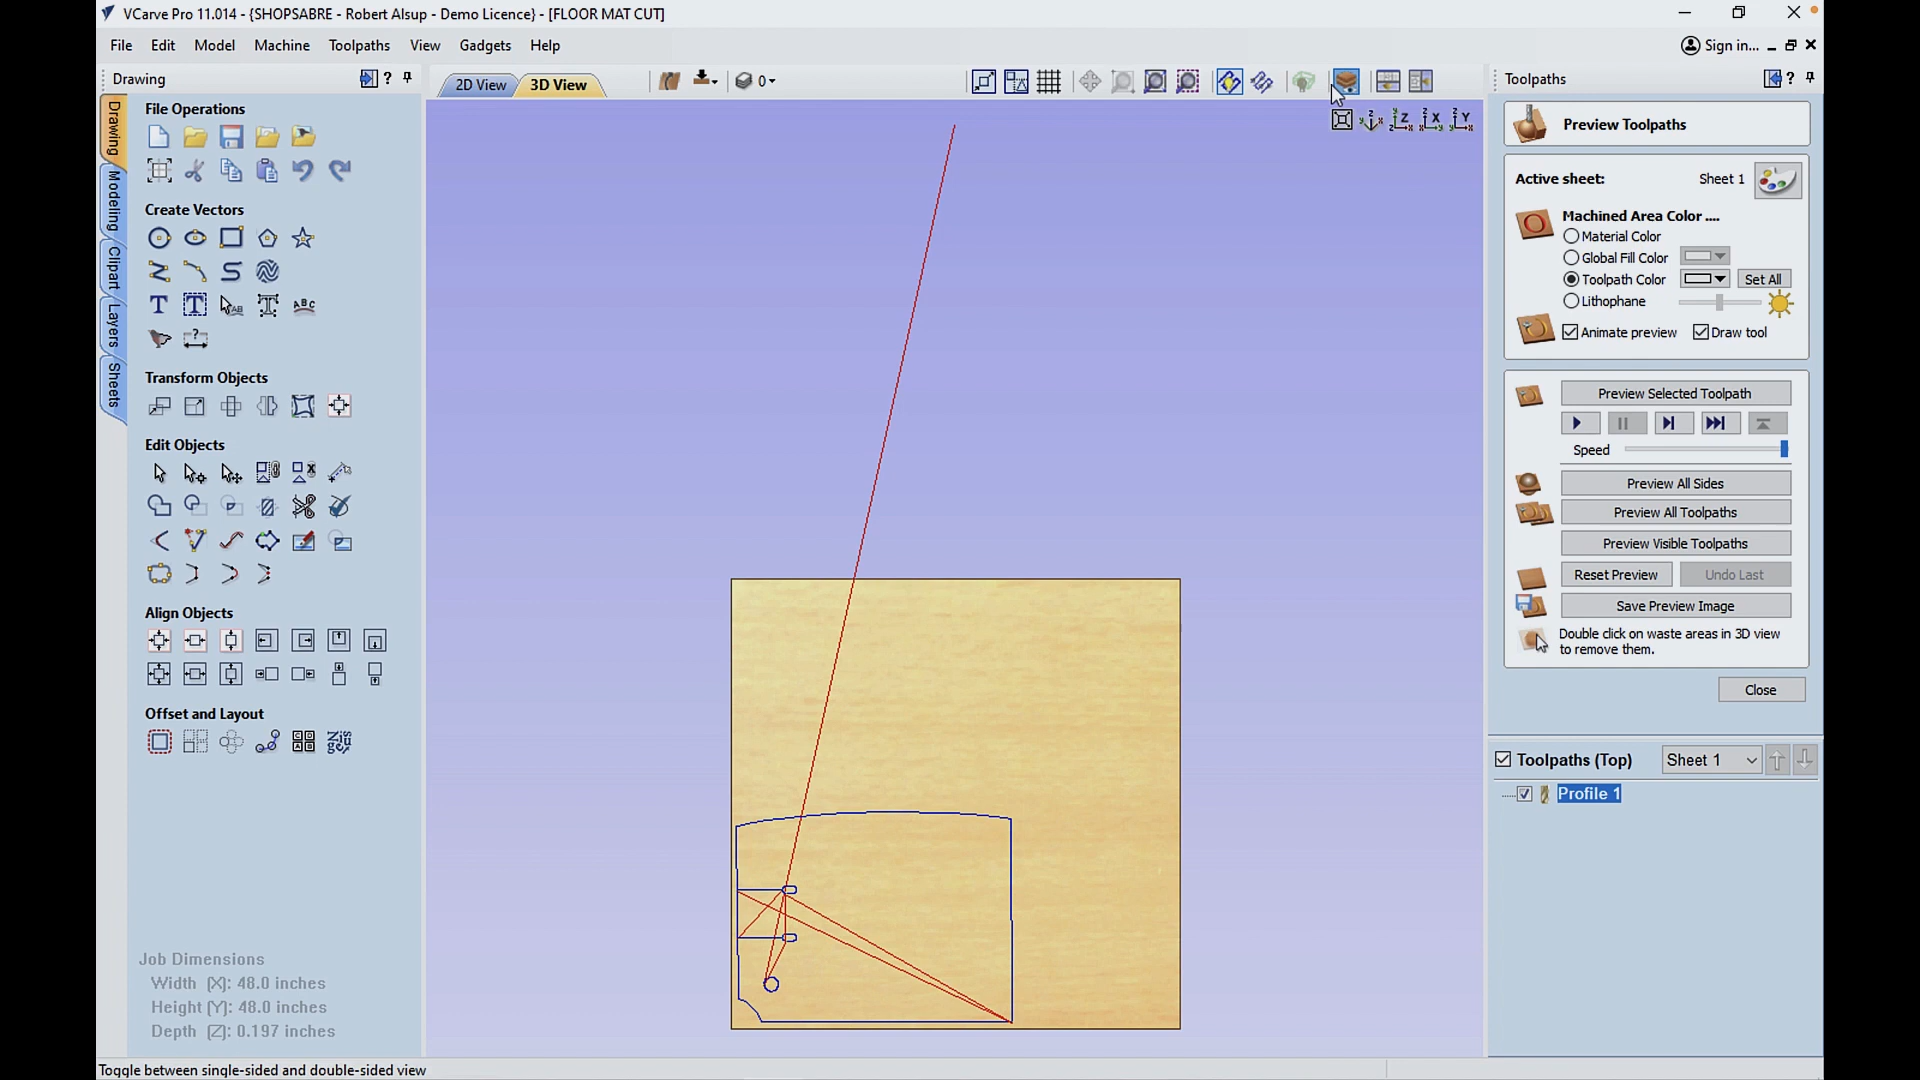 VCarve Pro 11.014 - {SHOPSABRE - Robert Alsup - Demo Licence} - [FLOOR MAT CUT]
File Edit Model Machine Toolpaths View Gadgets Help
Sign in...
Drawing
2D View 3D View
0
Toolpaths
Drawing
Modeling
Clipart
Layers
Sheets
File Operations
Create Vectors
Transform Objects
Edit Objects
Align Objects
Offset and Layout
Job Dimensions
Width (X): 48.0 inches
Height (Y): 48.0 inches
Depth (Z): 0.197 inches
Preview Toolpaths
Active sheet: Sheet 1
Machined Area Color ....
Material Color
Global Fill Color
Toolpath Color Set All
Lithophane
Animate preview Draw tool
Preview Selected Toolpath
Speed
Preview All Sides
Preview All Toolpaths
Preview Visible Toolpaths
Reset Preview Undo Last
Save Preview Image
Double click on waste areas in 3D view
to remove them.
Close
Toolpaths (Top) Sheet 1
Profile 1
Toggle between single-sided and double-sided view